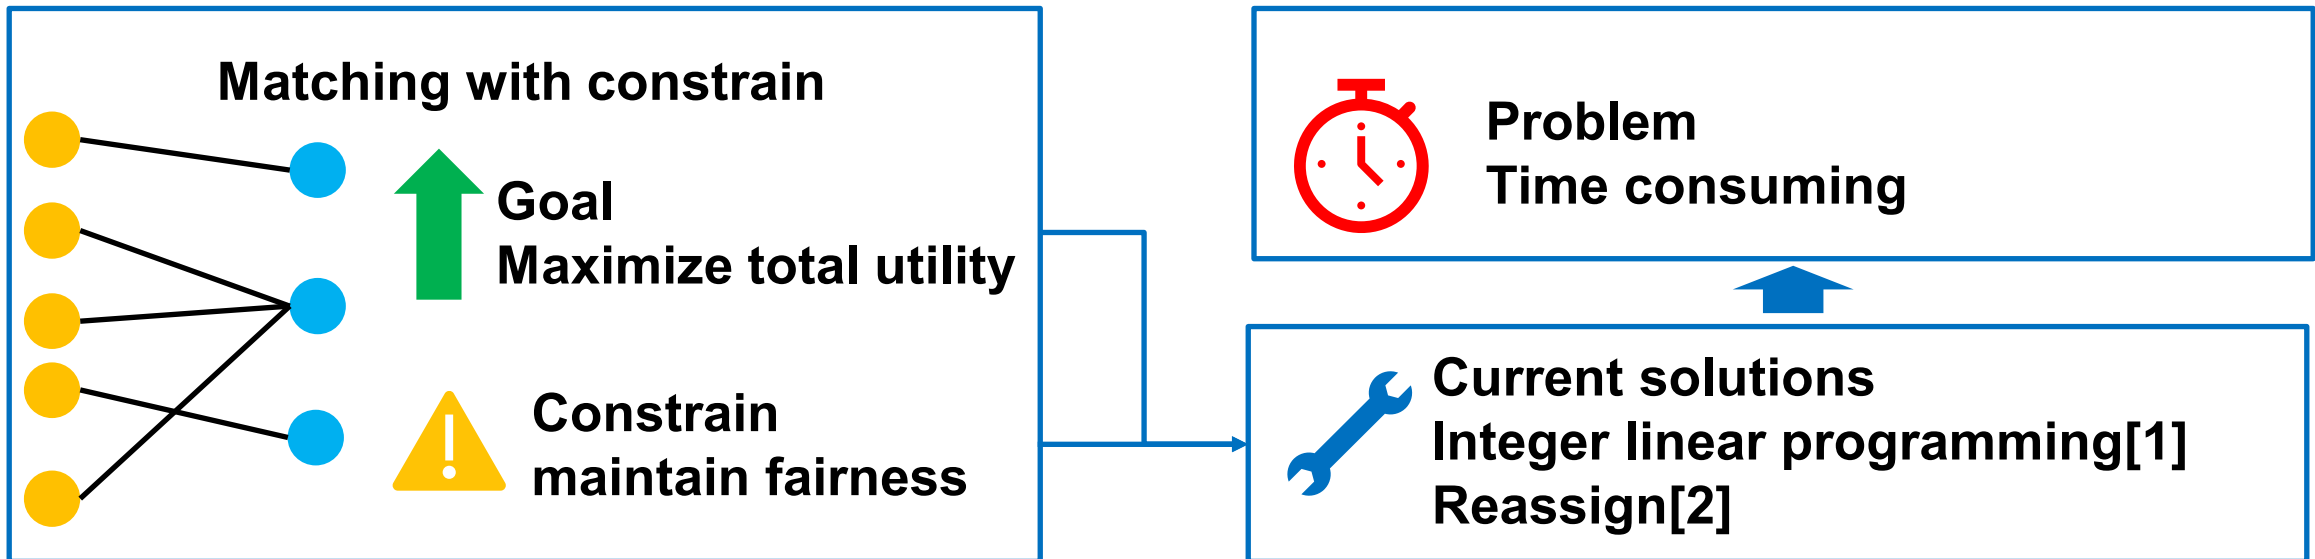 Matching with constrain
Goal
Maximize total utility
Constrain
maintain fairness
Problem
Time consuming
Current solutions
Integer linear programming[1]
Reassign[2]